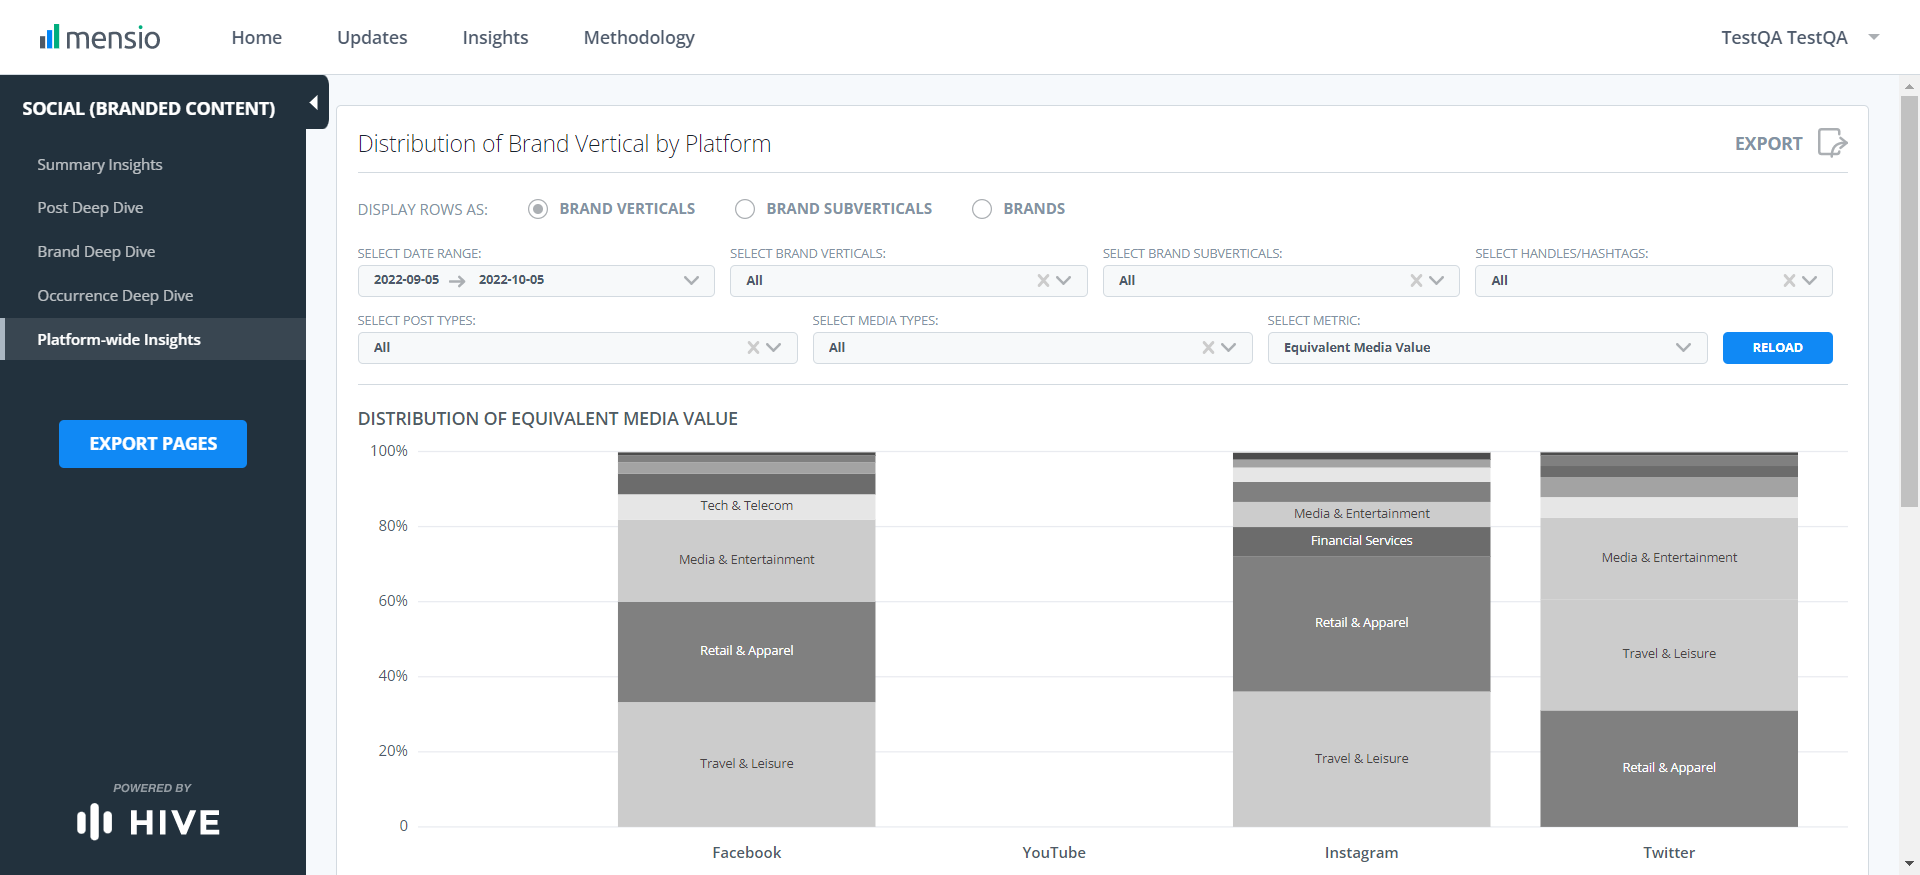 mensio
Home
Updates
Insights
Methodology
TestQA TestQA
SOCIAL (BRANDED CONTENT)
Summary Insights
Post Deep Dive
Brand Deep Dive
Occurrence Deep Dive
Platform-wide Insights
EXPORT PAGES
POWERED BY
HIVE
Distribution of Brand Vertical by Platform
EXPORT
DISPLAY ROWS AS:
BRAND VERTICALS
BRAND SUBVERTICALS
BRANDS
SELECT DATE RANGE:
2022-09-05 → 2022-10-05
SELECT BRAND VERTICALS:
All
SELECT BRAND SUBVERTICALS:
All
SELECT HANDLES/HASHTAGS:
All
SELECT POST TYPES:
All
SELECT MEDIA TYPES:
All
SELECT METRIC:
Equivalent Media Value
RELOAD
DISTRIBUTION OF EQUIVALENT MEDIA VALUE
100%
80%
60%
40%
20%
0
Tech & Telecom
Media & Entertainment
Retail & Apparel
Travel & Leisure
Media & Entertainment
Financial Services
Retail & Apparel
Travel & Leisure
Media & Entertainment
Travel & Leisure
Retail & Apparel
Facebook
YouTube
Instagram
Twitter